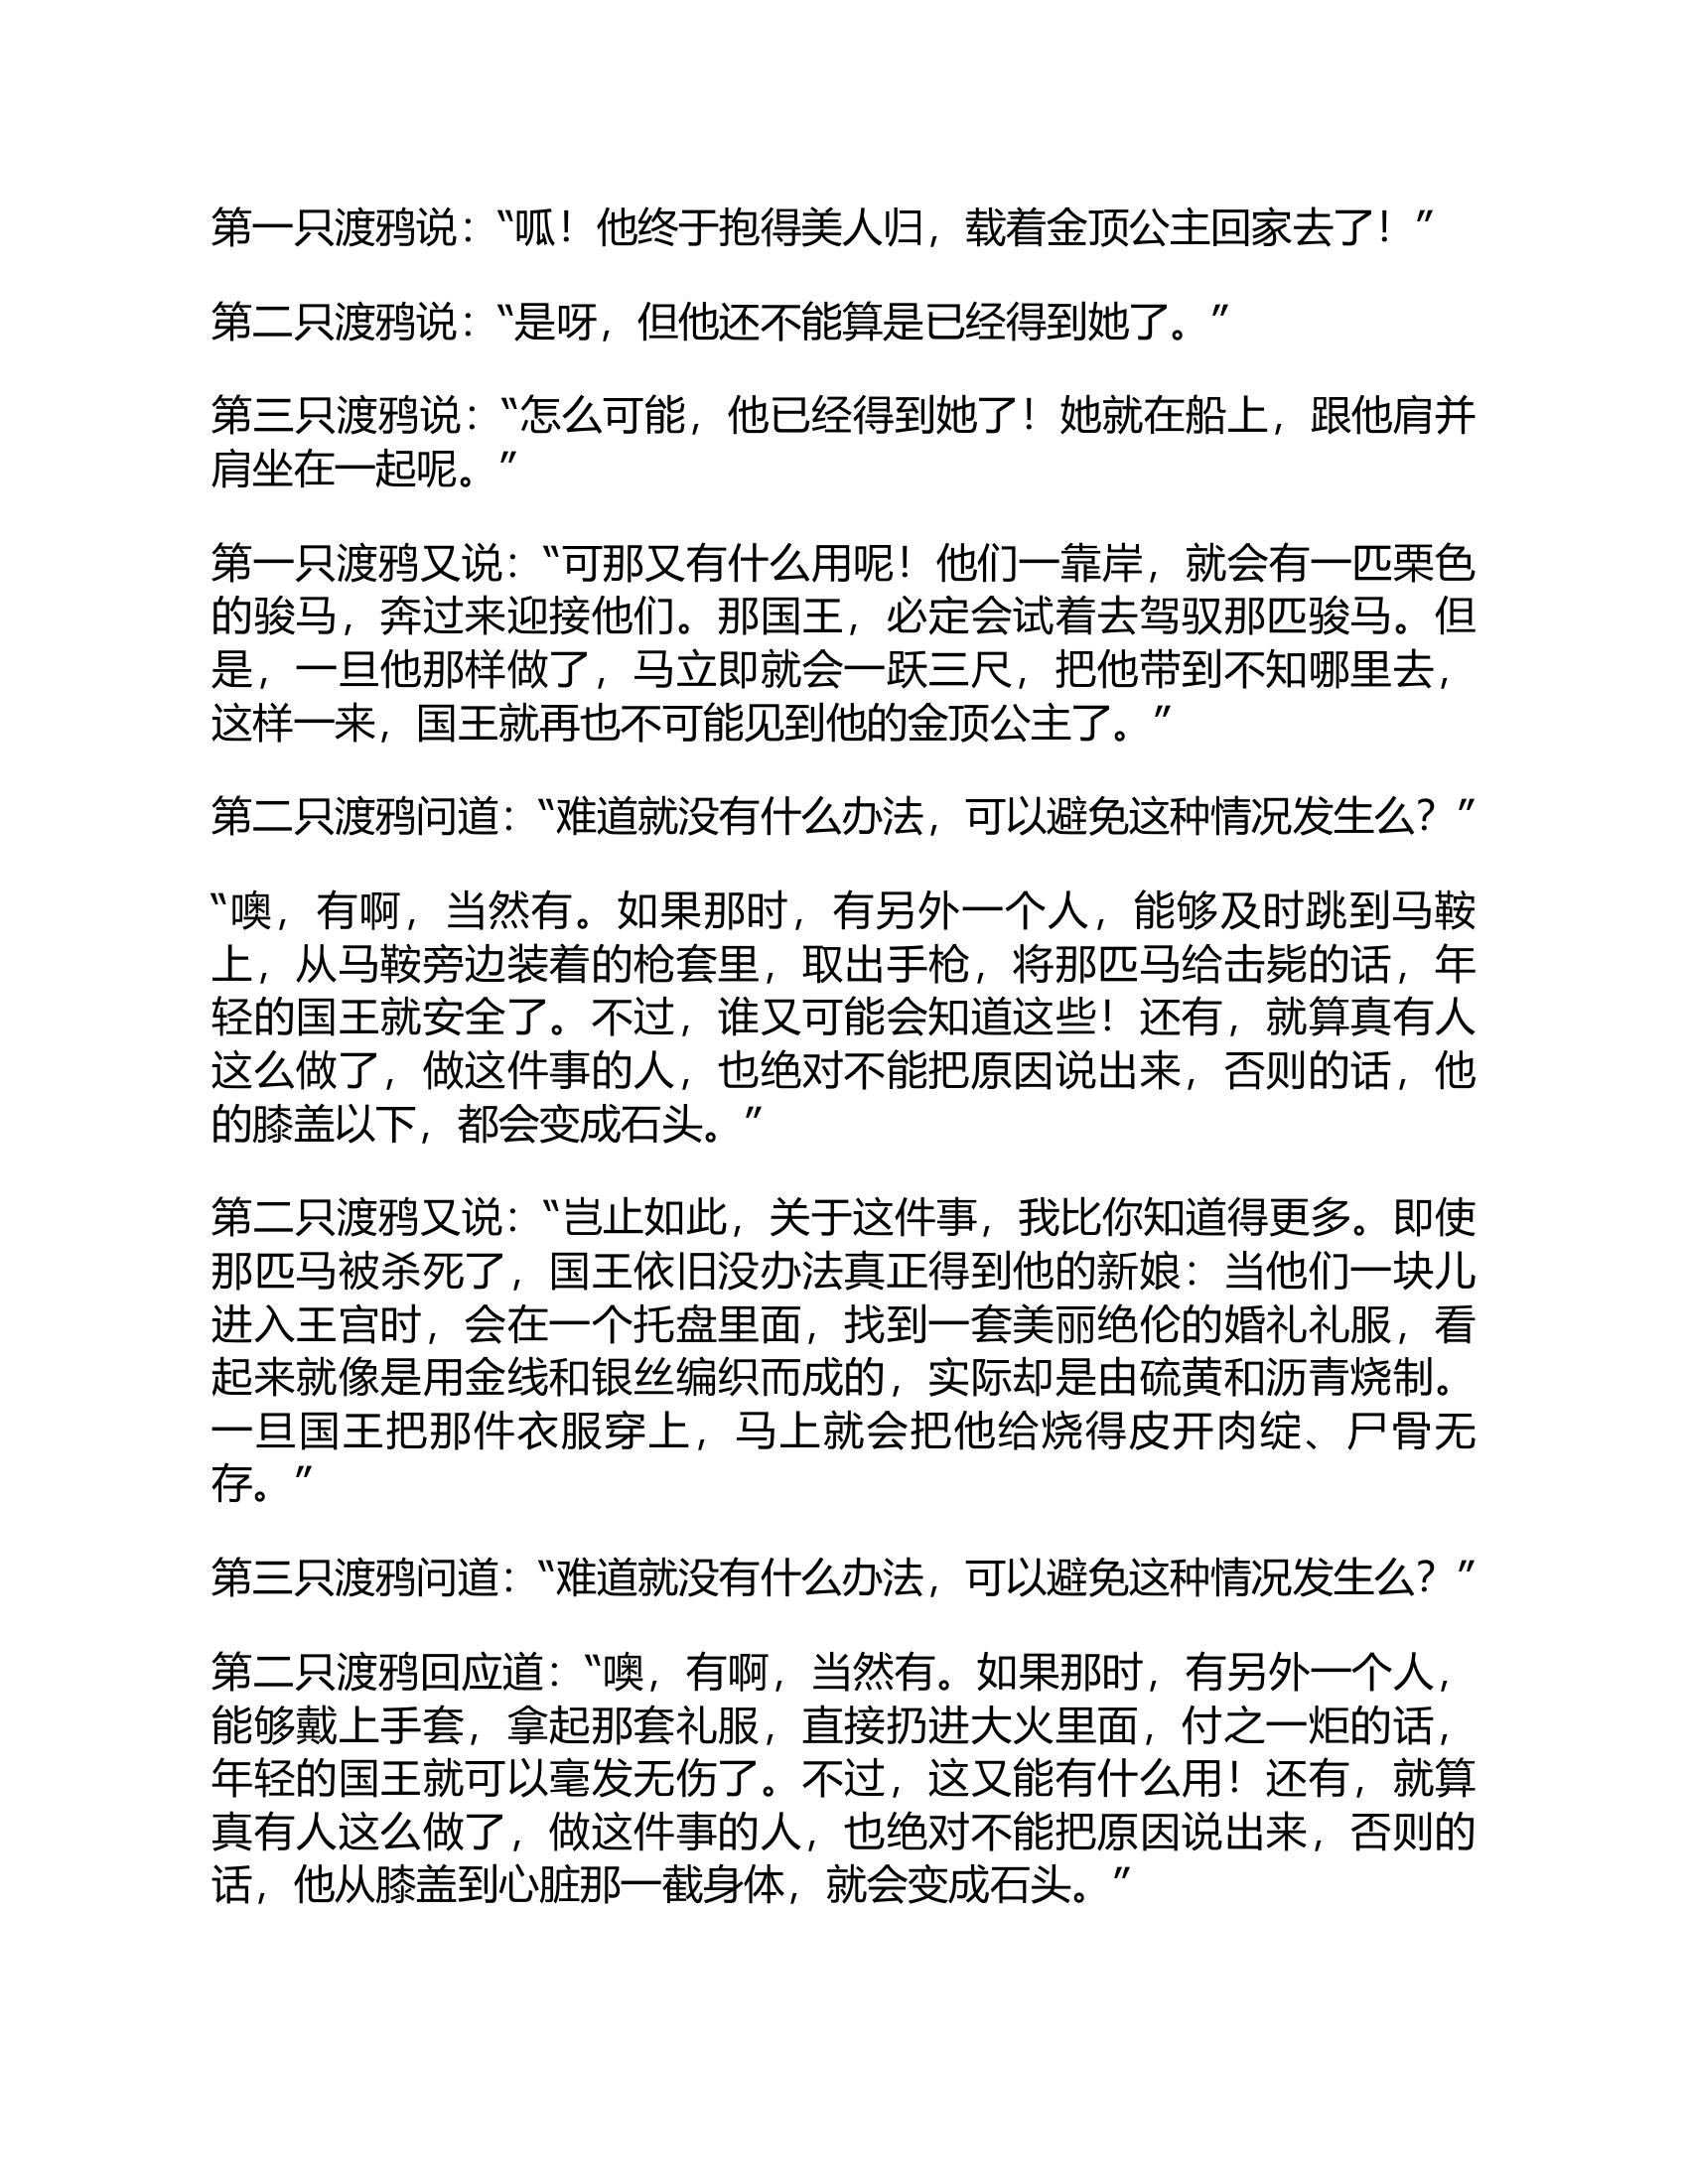 第一只渡鸦说：“呱！他终于抱得美人归，载着金顶公主回家去了！”
第二只渡鸦说：“是呀，但他还不能算是已经得到她了。”
第三只渡鸦说：“怎么可能，他已经得到她了！她就在船上，跟他肩并
肩坐在一起呢。”
第一只渡鸦又说：“可那又有什么用呢！他们一靠岸，就会有一匹栗色
的骏马，奔过来迎接他们。那国王，必定会试着去驾驭那匹骏马。但
是，一旦他那样做了，马立即就会一跃三尺，把他带到不知哪里去，
这样一来，国王就再也不可能见到他的金顶公主了。”
第二只渡鸦问道：“难道就没有什么办法，可以避免这种情况发生么？”
“噢，有啊，当然有。如果那时，有另外一个人，能够及时跳到马鞍
上，从马鞍旁边装着的枪套里，取出手枪，将那匹马给击毙的话，年
轻的国王就安全了。不过，谁又可能会知道这些！还有，就算真有人
这么做了，做这件事的人，也绝对不能把原因说出来，否则的话，他
的膝盖以下，都会变成石头。”
第二只渡鸦又说：“岂止如此，关于这件事，我比你知道得更多。即使
那匹马被杀死了，国王依旧没办法真正得到他的新娘：当他们一块儿
进入王宫时，会在一个托盘里面，找到一套美丽绝伦的婚礼礼服，看
起来就像是用金线和银丝编织而成的，实际却是由硫黄和沥青烧制。
一旦国王把那件衣服穿上，马上就会把他给烧得皮开肉绽、尸骨无
存。”
第三只渡鸦问道：“难道就没有什么办法，可以避免这种情况发生么？”
第二只渡鸦回应道：“噢，有啊，当然有。如果那时，有另外一个人，
能够戴上手套，拿起那套礼服，直接扔进大火里面，付之一炬的话，
年轻的国王就可以毫发无伤了。不过，这又能有什么用！还有，就算
真有人这么做了，做这件事的人，也绝对不能把原因说出来，否则的
话，他从膝盖到心脏那一截身体，就会变成石头。”